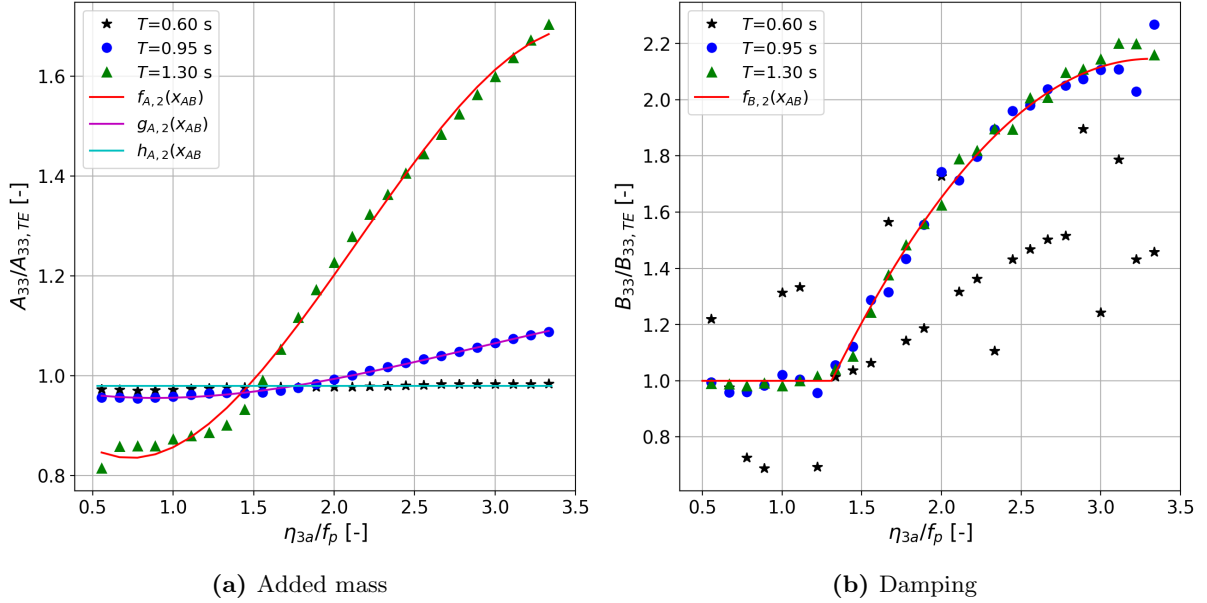 T=0.60 s
T=0.95 s
T=1.30 s
f_{A,2}(x_{AB})
g_{A,2}(x_{AB})
h_{A,2}(x_{AB}
1.6
1.4
1.2
1.0
0.8
A_{33}/A_{33,TE} [-]
0.5 1.0 1.5 2.0 2.5 3.0 3.5
η_{3a}/f_p [-]
(a) Added mass
T=0.60 s
T=0.95 s
T=1.30 s
f_{B,2}(x_{AB})
2.2
2.0
1.8
1.6
1.4
1.2
1.0
0.8
B_{33}/B_{33,TE} [-]
0.5 1.0 1.5 2.0 2.5 3.0 3.5
η_{3a}/f_p [-]
(b) Damping